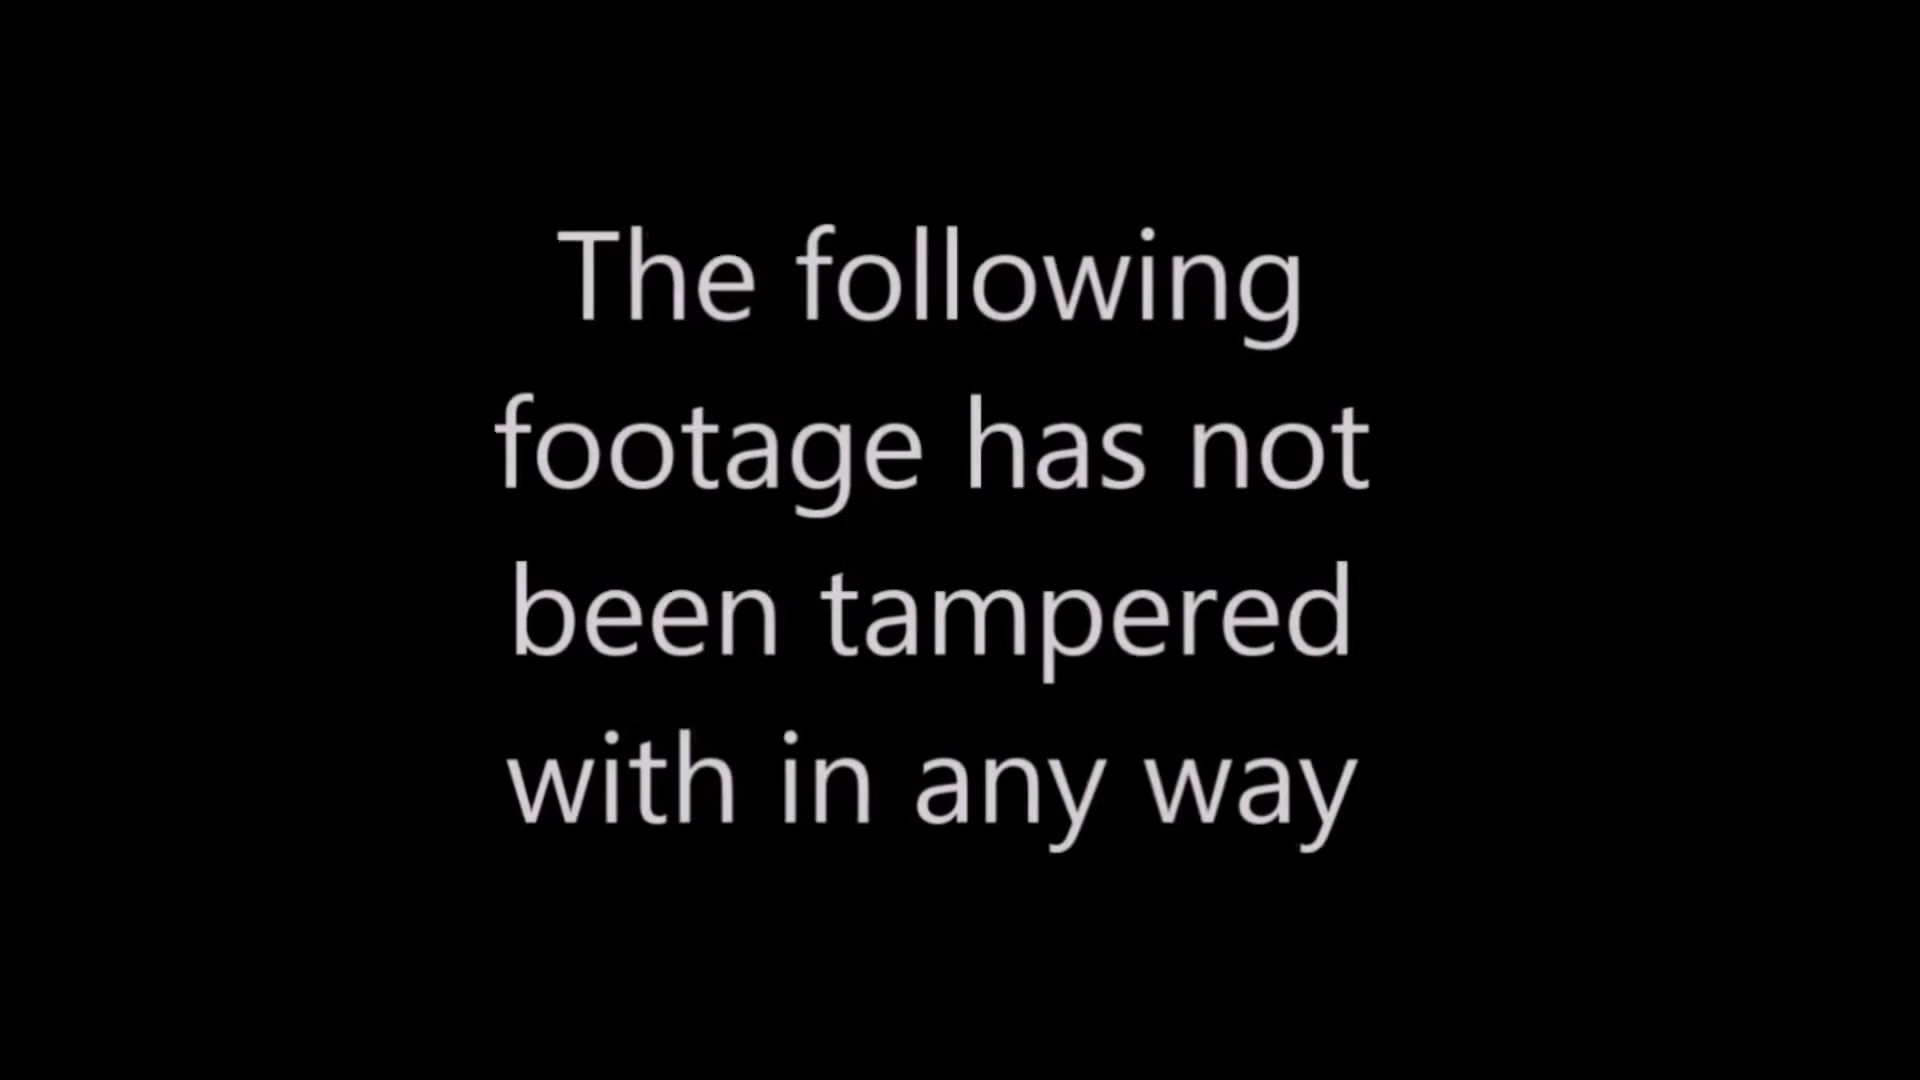 The following
footage has not
been tampered
with in any way